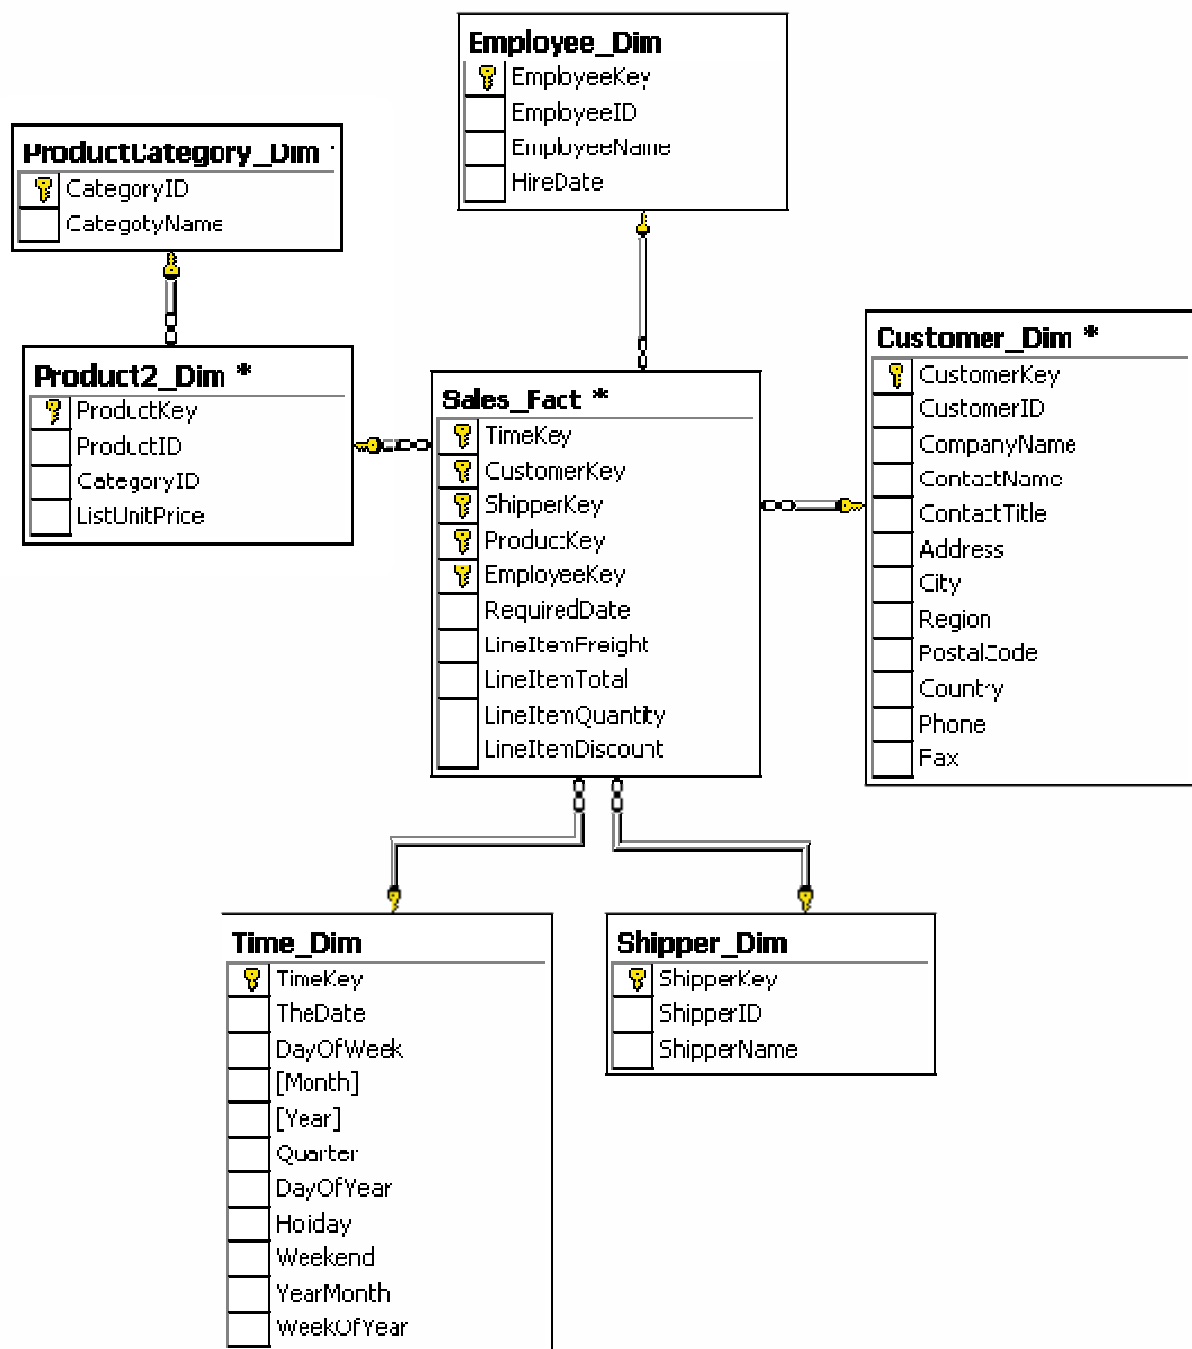 Employee_Dim
EmployeeKey
EmployeeID
EmployeeName
HireDate
ProductCategory_Dim *
CategoryID
CategotyName
Product2_Dim *
ProductKey
ProductID
CategoryID
ListUnitPrice
Sales_Fact *
TimeKey
CustomerKey
ShipperKey
ProductKey
EmployeeKey
RequiredDate
LineItemFreight
LineItemTotal
LineItemQuantity
LineItemDiscount
Customer_Dim *
CustomerKey
CustomerID
CompanyName
ContactName
ContactTitle
Address
City
Region
PostalCode
Country
Phone
Fax
Time_Dim
TimeKey
TheDate
DayOfWeek
[Month]
[Year]
Quarter
DayOfYear
Hoiday
Weekend
YearMonth
WeekOfYear
Shipper_Dim
ShipperKey
ShipperID
ShipperName